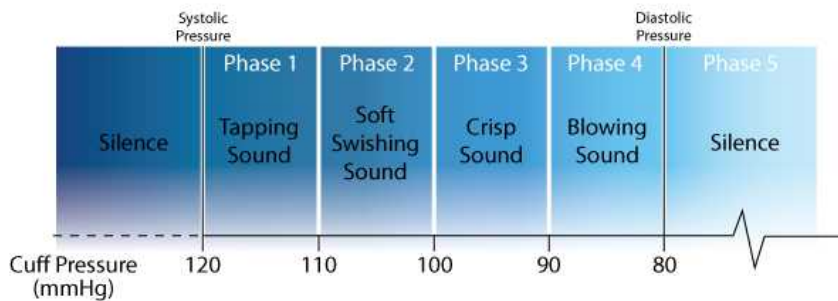 Systolic
Pressure
Diastolic
Pressure
Phase 1
Phase 2
Phase 3
Phase 4
Phase 5
Silence
Tapping
Sound
Soft
Swishing
Sound
Crisp
Sound
Blowing
Sound
Silence
Cuff Pressure
(mmHg)
120
110
100
90
80